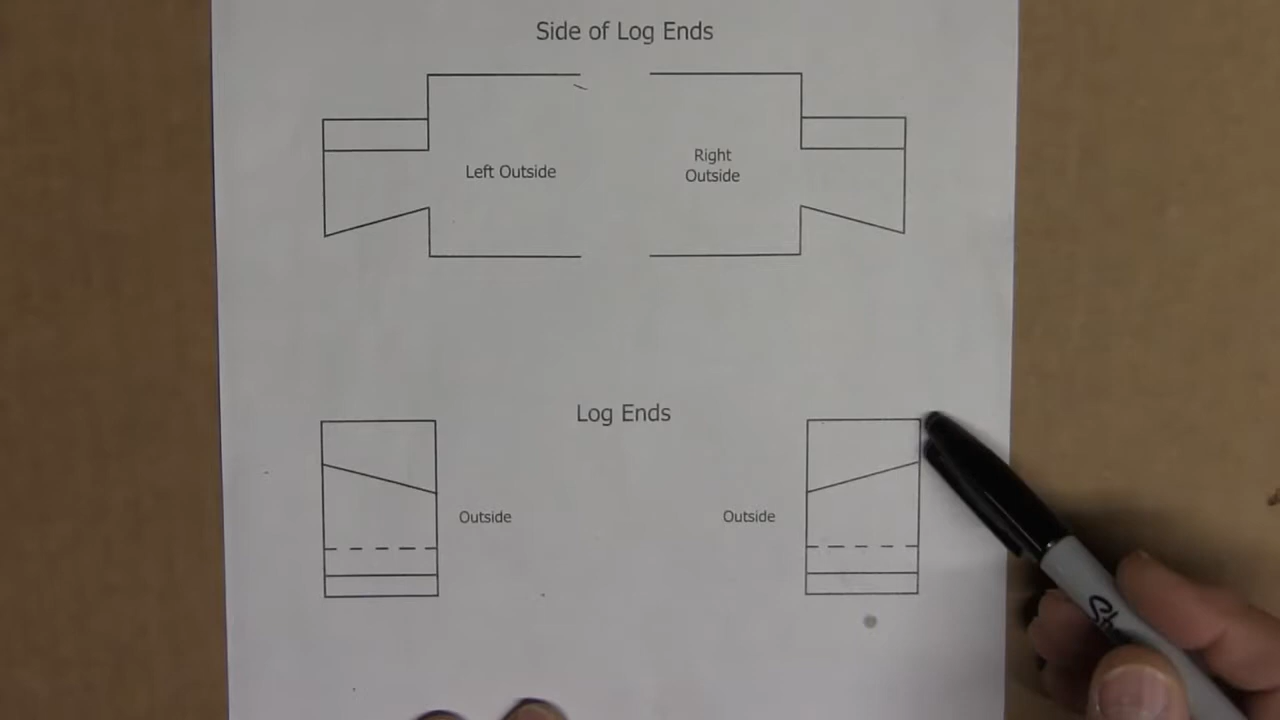 Side of Log Ends
Left Outside
Right
Outside
Log Ends
Outside
Outside